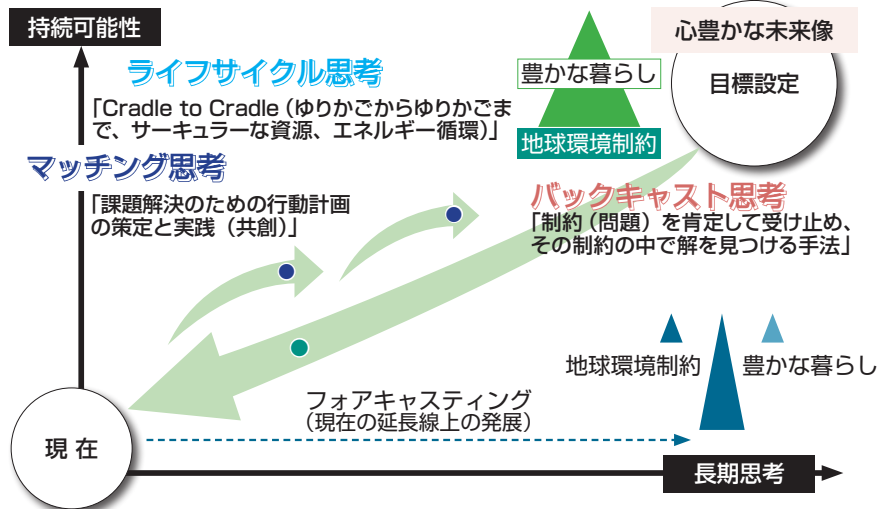 持続可能性
心豊かな未来像
目標設定
ライフサイクル思考
「Cradle to Cradle（ゆりかごからゆりかごま
で、サーキュラーな資源、エネルギー循環）」
豊かな暮らし
地球環境制約
マッチング思考
「課題解決のための行動計画
の策定と実践（共創）」
バックキャスト思考
「制約（問題）を肯定して受け止め、
その制約の中で解を見つける手法」
地球環境制約
豊かな暮らし
フォアキャスティング
（現在の延長線上の発展）
現 在
長期思考